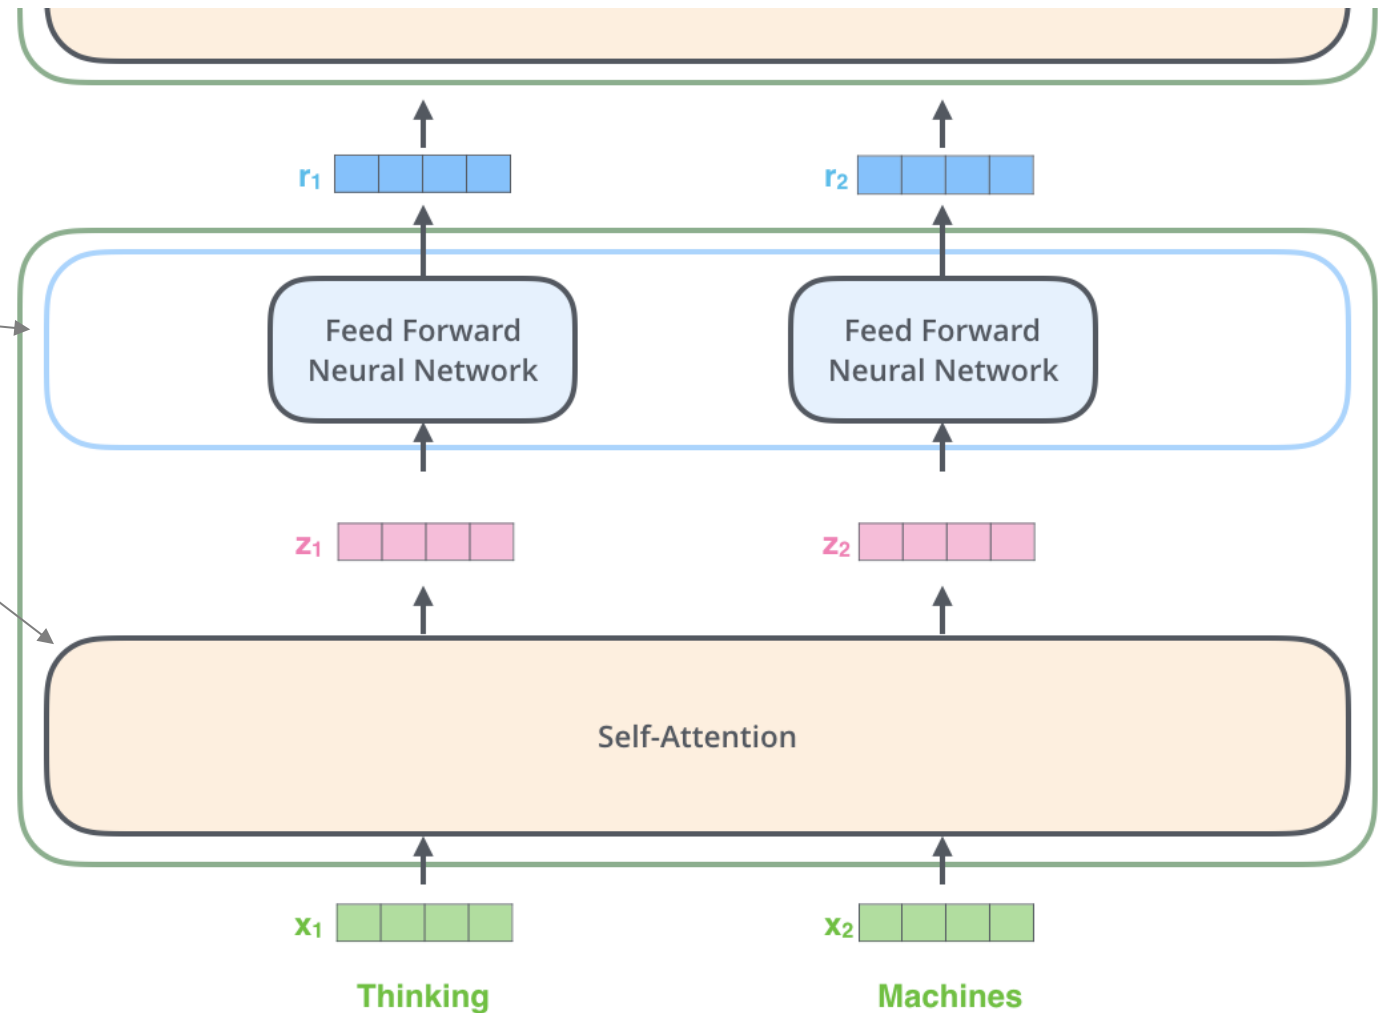 r₁
r₂
Feed Forward
Neural Network
Feed Forward
Neural Network
z₁
z₂
Self-Attention
x₁
x₂
Thinking
Machines